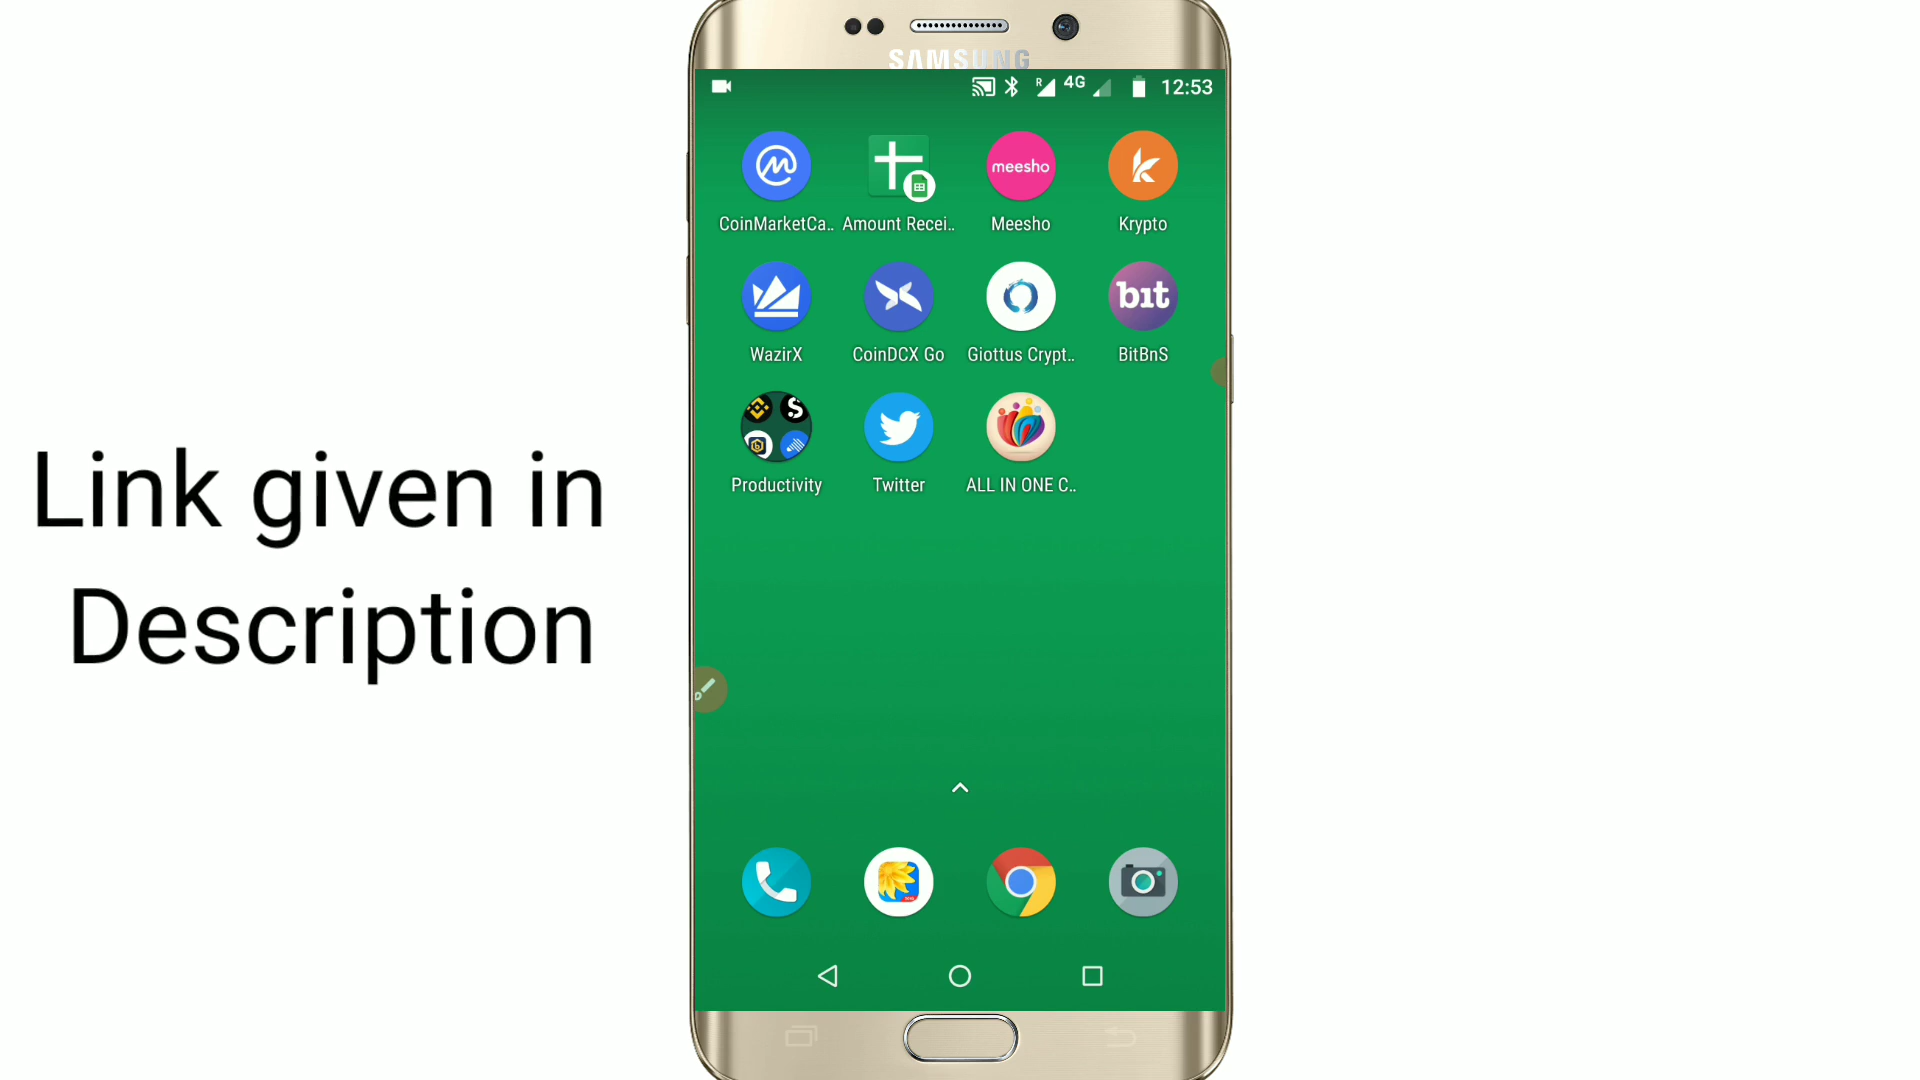 SAMSUNG
R 4G 12:53
meesho
CoinMarketCa.. Amount Recei.. Meesho Krypto
bit
WazirX CoinDCX Go Giottus Crypt.. BitBnS
Productivity Twitter ALL IN ONE C..
Link given in
Description